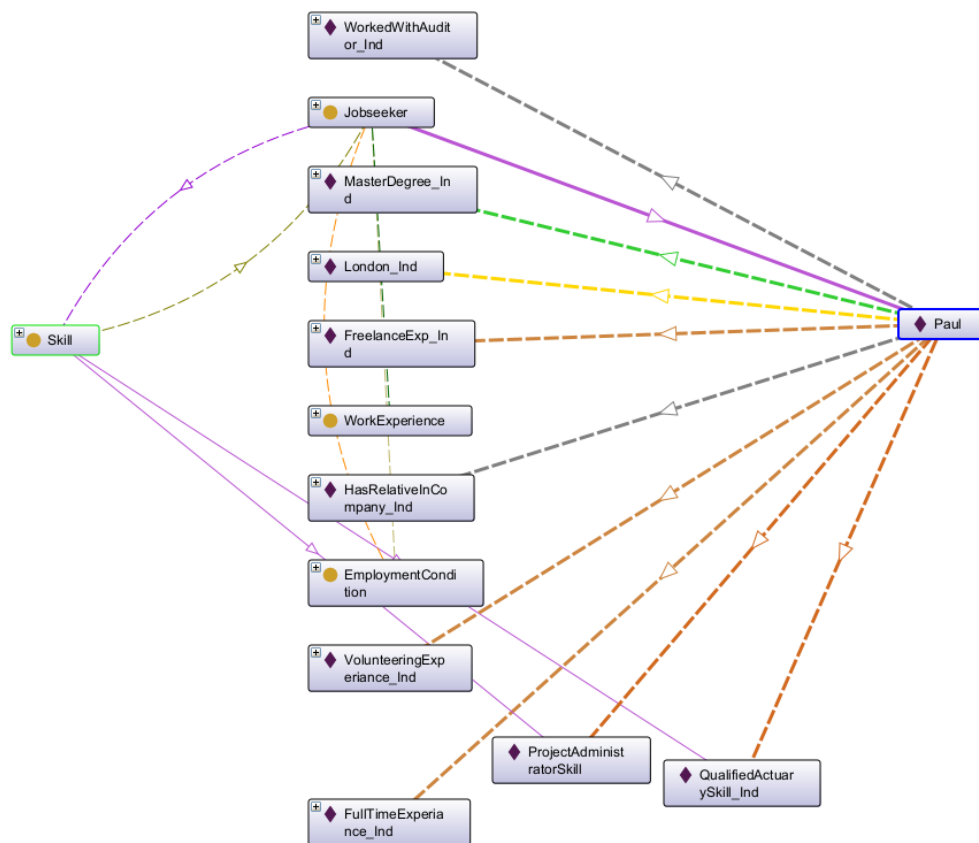 WorkedWithAudit
or_Ind
Jobseeker
MasterDegree_In
d
London_Ind
Skill
FreelanceExp_In
d
Paul
WorkExperience
HasRelativeInCo
mpany_Ind
EmploymentCondi
tion
VolunteeringExp
eriance_Ind
ProjectAdminist
ratorSkill
QualifiedActuar
ySkill_Ind
FullTimeExperia
nce_Ind